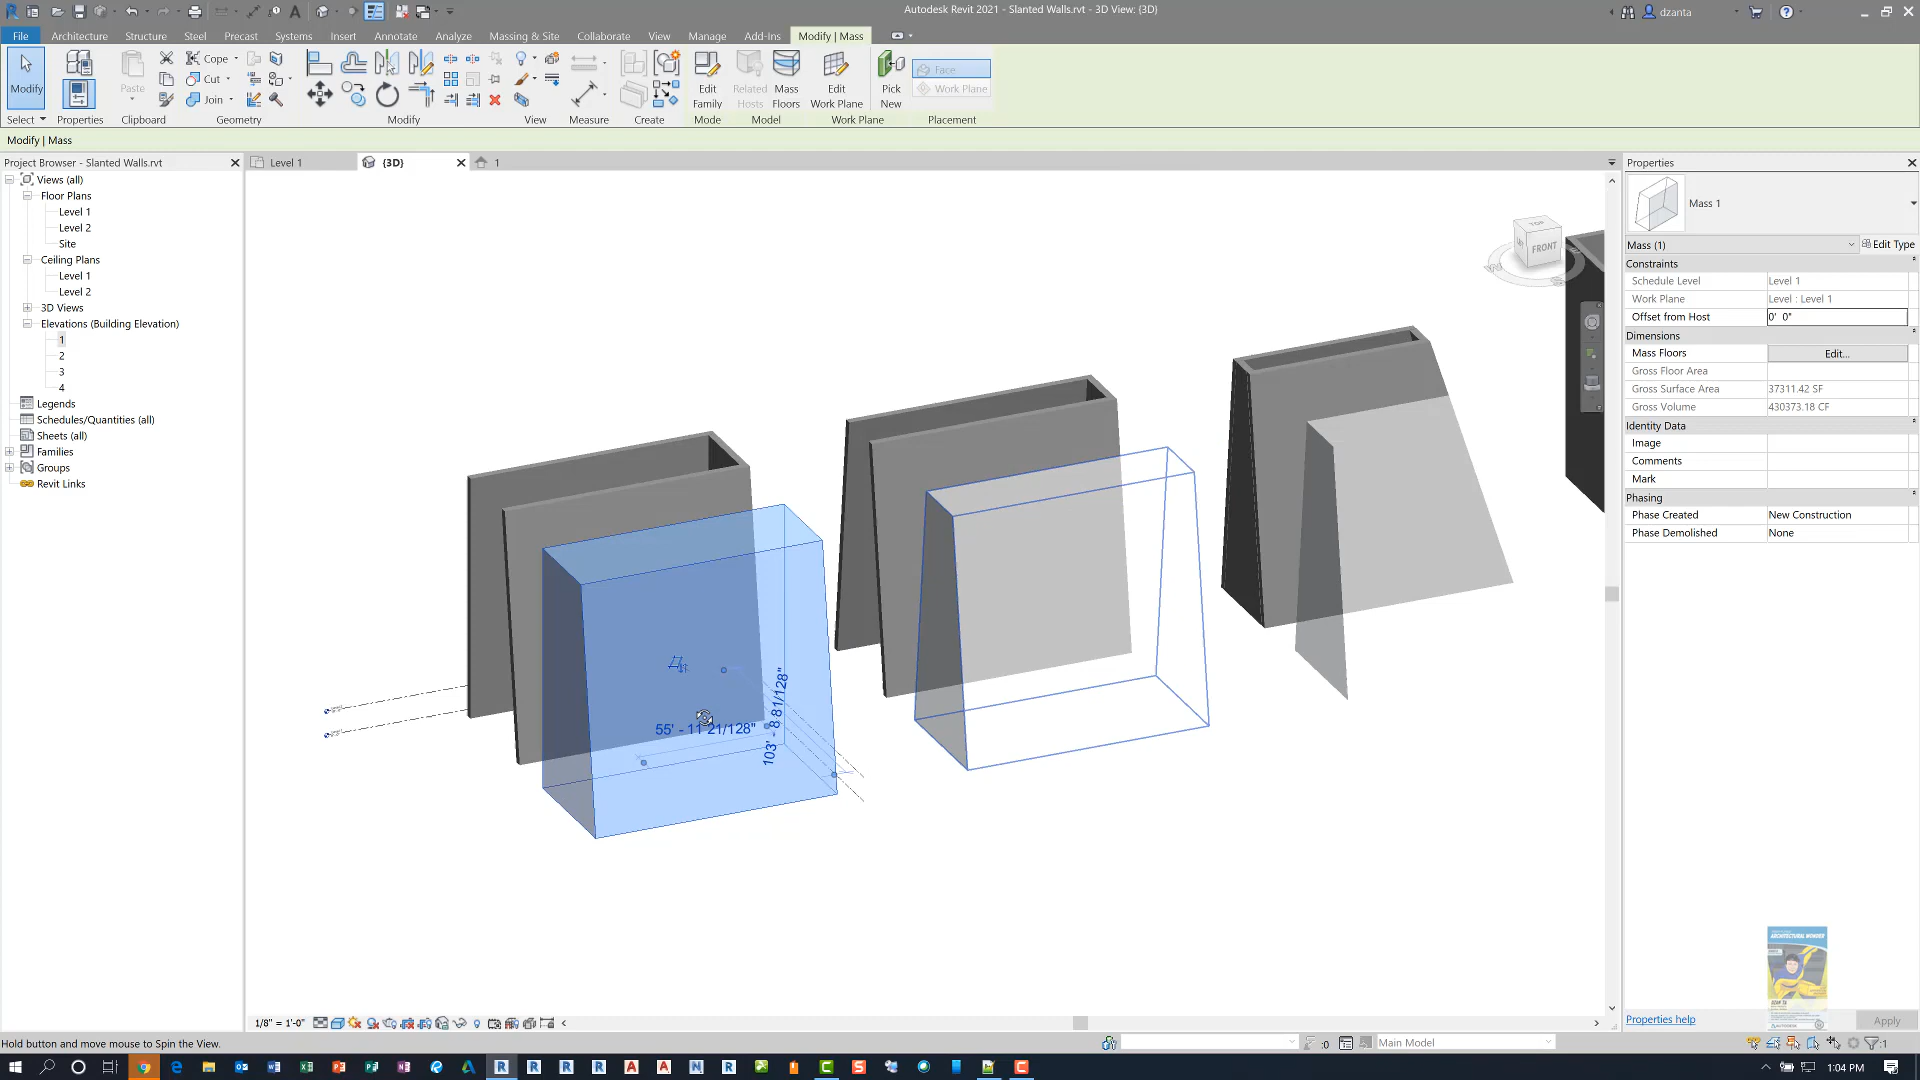 Autodesk Revit 2021 - Slanted Walls.rvt - 3D View: {3D}
dzanta
File
Architecture
Structure
Steel
Precast
Systems
Insert
Annotate
Analyze
Massing & Site
Collaborate
View
Manage
Add-Ins
Modify | Mass
Modify
Paste
Cope
Cut
Join
Edit Family
Related Hosts
Mass Floors
Edit Work Plane
Pick New
Face
Work Plane
Select
Properties
Clipboard
Geometry
Modify
View
Measure
Create
Mode
Model
Work Plane
Placement
Modify | Mass
Project Browser - Slanted Walls.rvt
Views (all)
Floor Plans
Level 1
Level 2
Site
Ceiling Plans
Level 1
Level 2
3D Views
Elevations (Building Elevation)
1
2
3
4
Legends
Schedules/Quantities (all)
Sheets (all)
Families
Groups
Revit Links
Level 1
{3D}
1
TOP
FRONT
55' - 11 21/128"
103' - 8 81/128"
Properties
Mass 1
Mass (1)
Edit Type
Constraints
Schedule Level
Level 1
Work Plane
Level : Level 1
Offset from Host
0' 0"
Dimensions
Mass Floors
Edit...
Gross Floor Area
Gross Surface Area
37311.42 SF
Gross Volume
430373.18 CF
Identity Data
Image
Comments
Mark
Phasing
Phase Created
New Construction
Phase Demolished
None
ARCHITECTURAL WONDER
AUTODESK
Properties help
Apply
1/8" = 1'-0"
Hold button and move mouse to Spin the View.
:0
Main Model
:1
1:04 PM